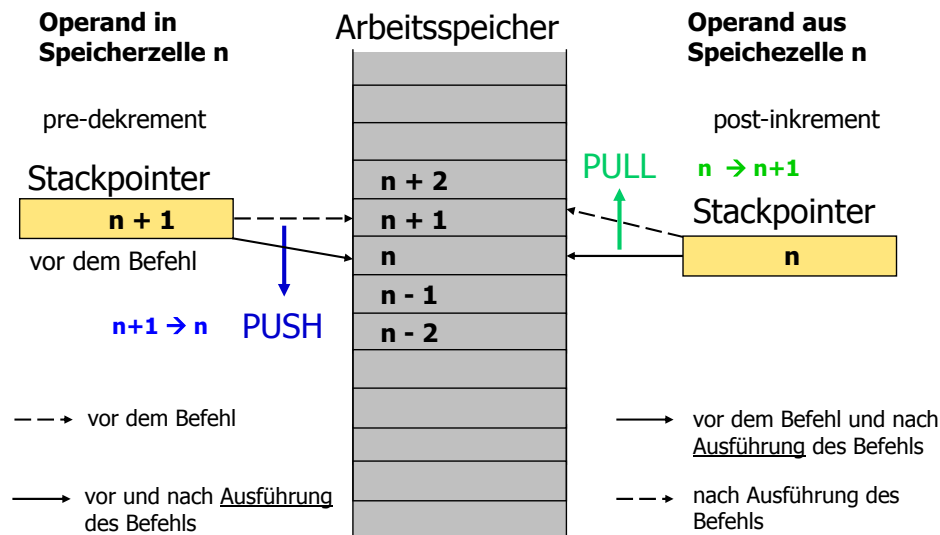 Operand in
Speicherzelle n
pre-dekrement
Stackpointer
n + 1
vor dem Befehl
n+1 → n
PUSH
vor dem Befehl
vor und nach Ausführung
des Befehls
Arbeitsspeicher
n + 2
n + 1
n
n - 1
n - 2
Operand aus
Speichezelle n
post-inkrement
PULL
n → n+1
Stackpointer
n
vor dem Befehl und nach
Ausführung des Befehls
nach Ausführung des
Befehls